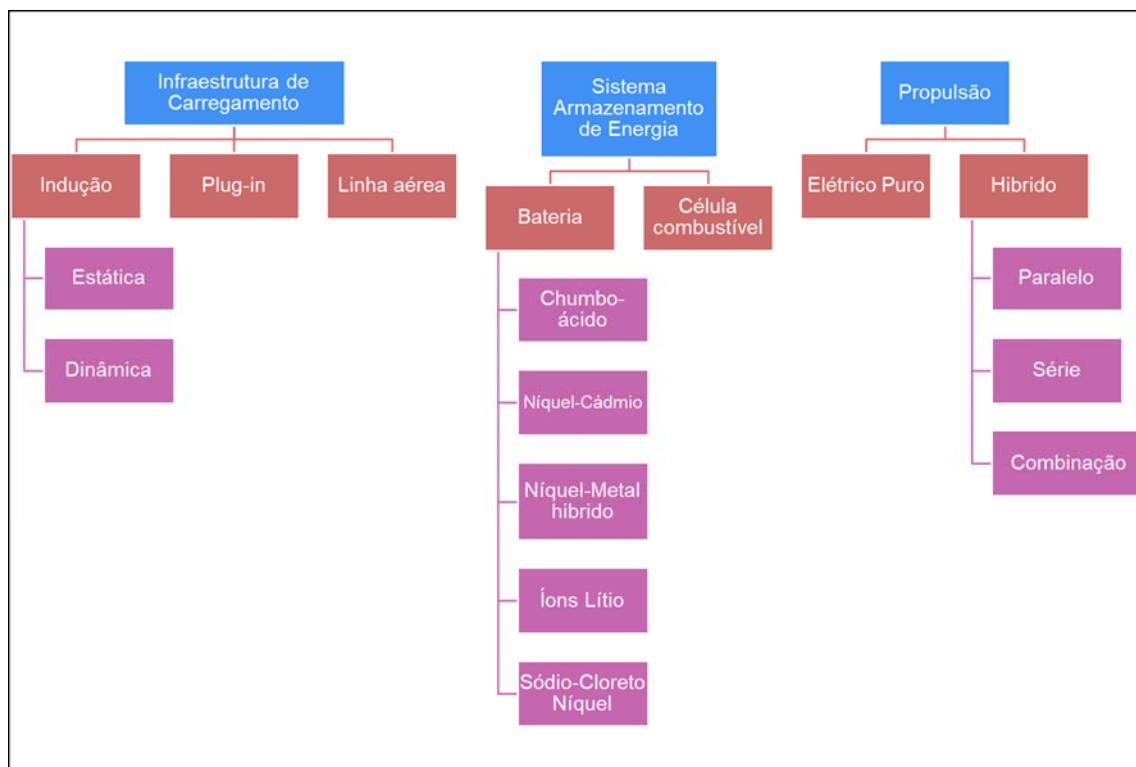 Infraestrutura de
Carregamento
Indução
Plug-in
Linha aérea
Estática
Dinâmica
Sistema
Armazenamento
de Energia
Bateria
Célula
combustível
Chumbo-
ácido
Níquel-Cádmio
Níquel-Metal
hibrido
Íons Lítio
Sódio-Cloreto
Níquel
Propulsão
Elétrico Puro
Hibrido
Paralelo
Série
Combinação